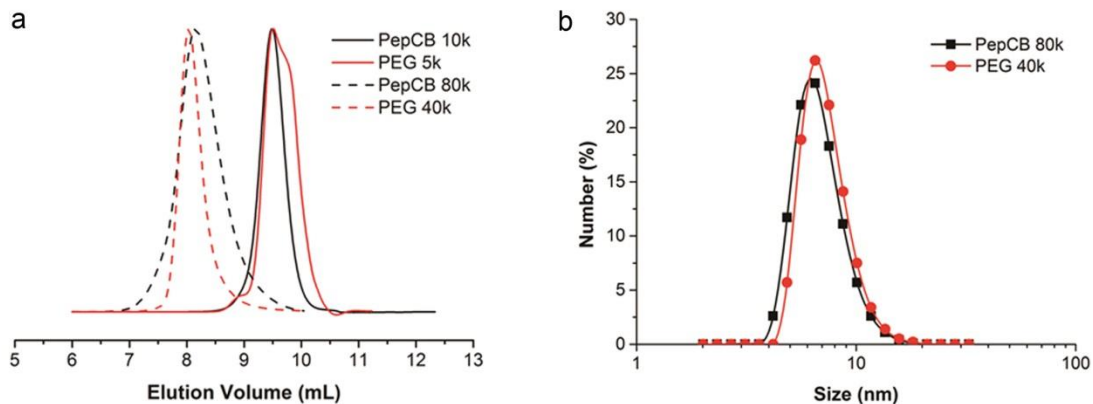 a
PepCB 10k
PEG 5k
PepCB 80k
PEG 40k
5 6 7 8 9 10 11 12 13
Elution Volume (mL)
b
30
25
20
15
10
5
0
Number (%)
PepCB 80k
PEG 40k
1 10 100
Size (nm)